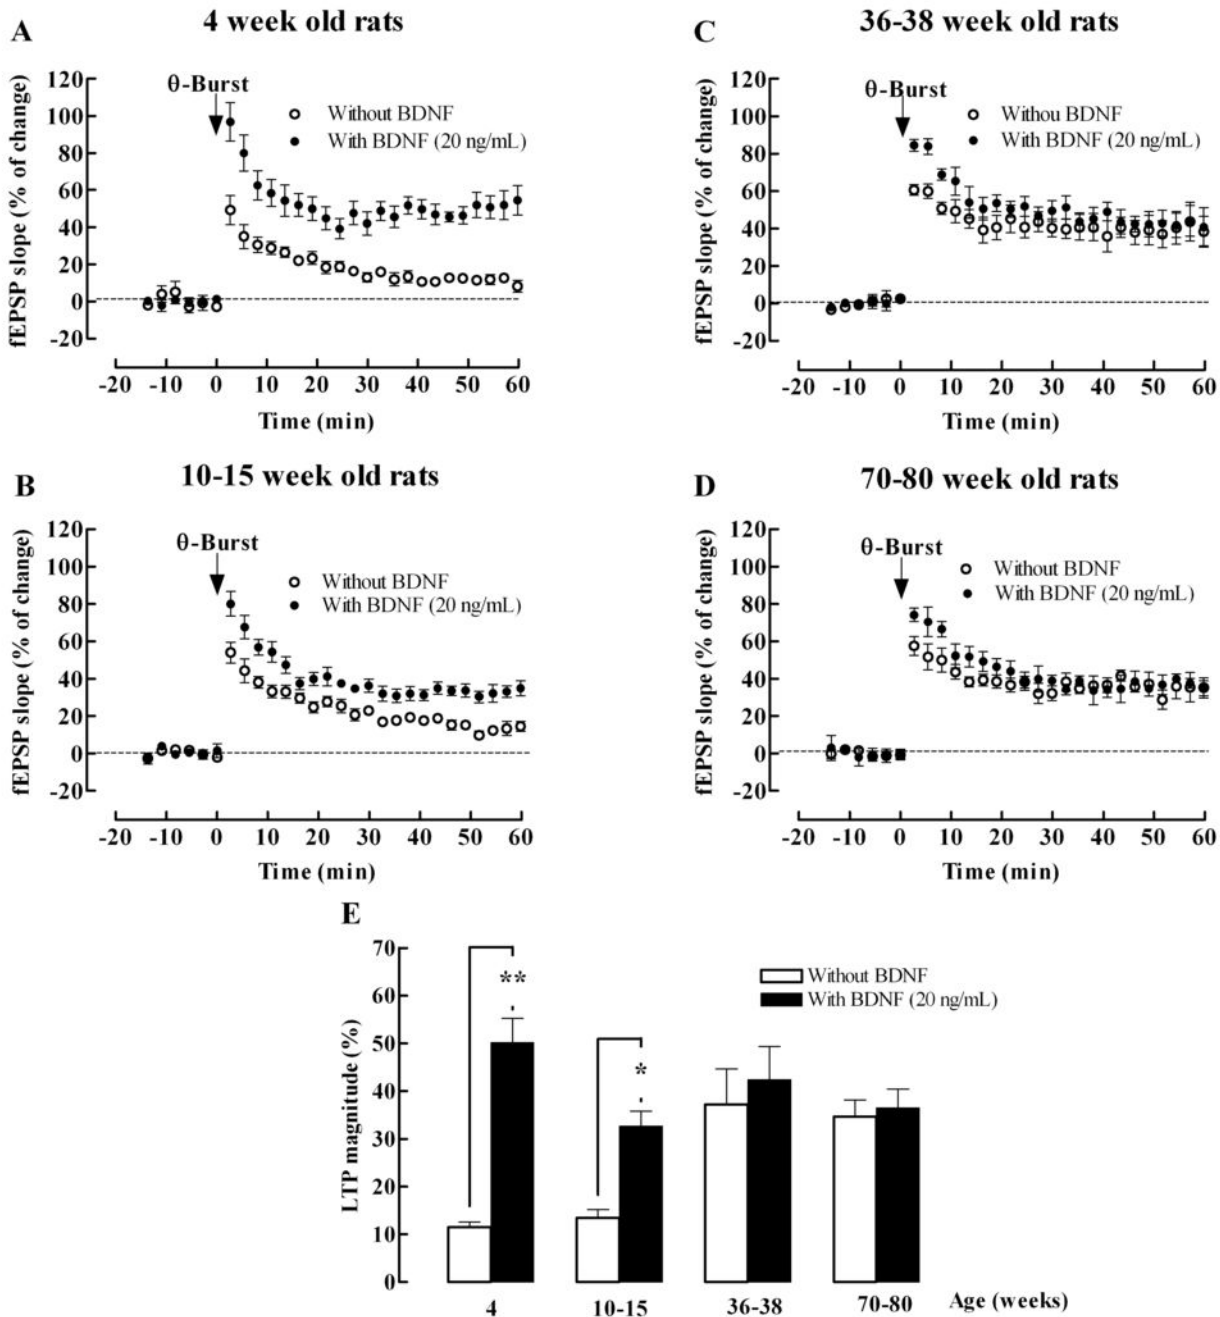 A
4 week old rats
fEPSP slope (% of change)
120
100
80
60
40
20
0
-20
θ-Burst
Without BDNF
With BDNF (20 ng/mL)
-20 -10 0 10 20 30 40 50 60
Time (min)
C
36-38 week old rats
fEPSP slope (% of change)
120
100
80
60
40
20
0
-20
θ-Burst
Withou BDNF
With BDNF (20 ng/mL)
-20 -10 0 10 20 30 40 50 60
Time (min)
B
10-15 week old rats
fEPSP slope (% of change)
120
100
80
60
40
20
0
-20
θ-Burst
Without BDNF
With BDNF (20 ng/mL)
-20 -10 0 10 20 30 40 50 60
Time (min)
D
70-80 week old rats
fEPSP slope (% of change)
120
100
80
60
40
20
0
-20
θ-Burst
Without BDNF
With BDNF (20 ng/mL)
-20 -10 0 10 20 30 40 50 60
Time (min)
E
LTP magnitude (%)
70
60
50
40
30
20
10
0
**
*
Without BDNF
With BDNF (20 ng/mL)
4 10-15 36-38 70-80 Age (weeks)